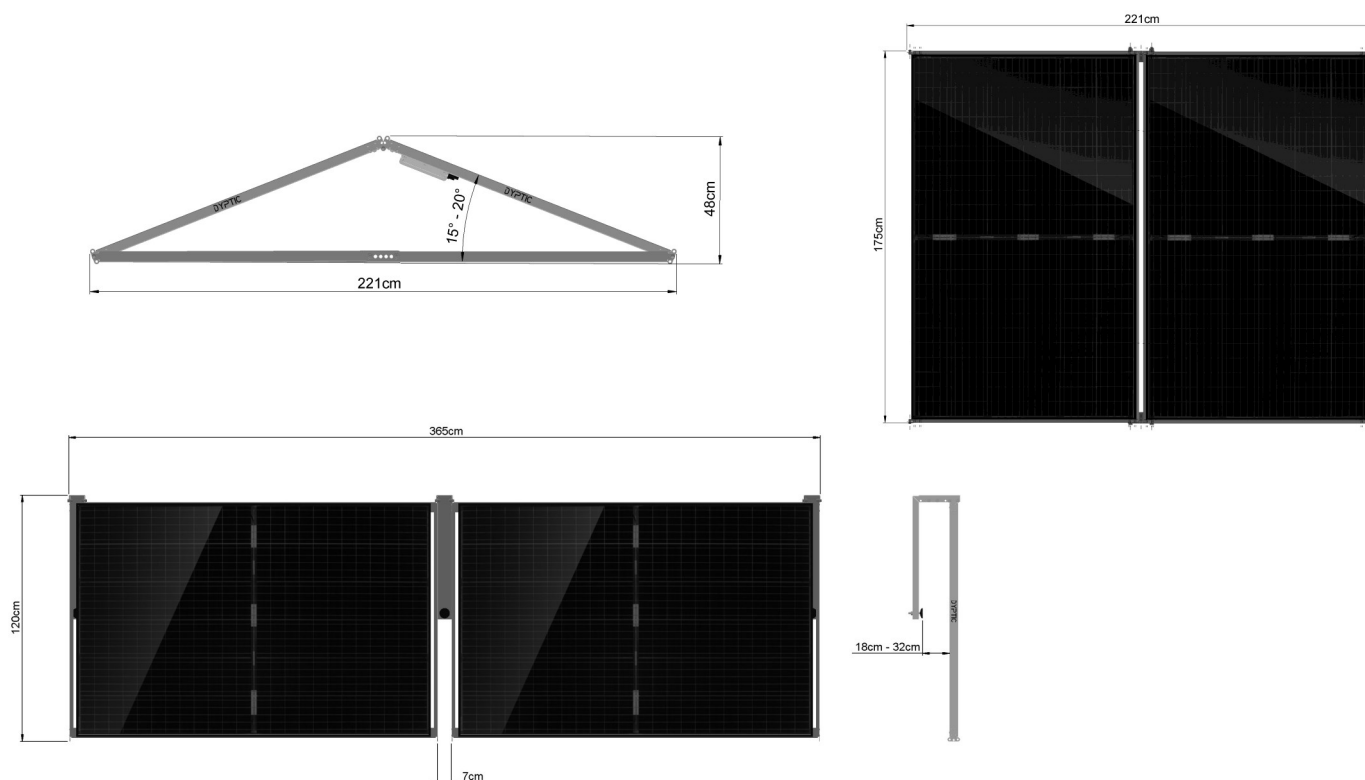 DYPTIC
DYPTIC
15° - 20°
48cm
221cm
221cm
175cm
365cm
120cm
7cm
DYPTIC
18cm - 32cm